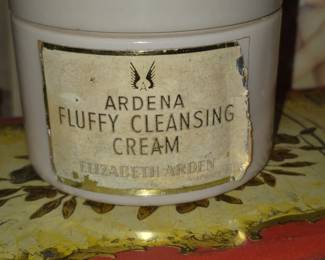 A
ARDENA
FLUFFY CLEANSING
CREAM
ELIZABETH ARDEN